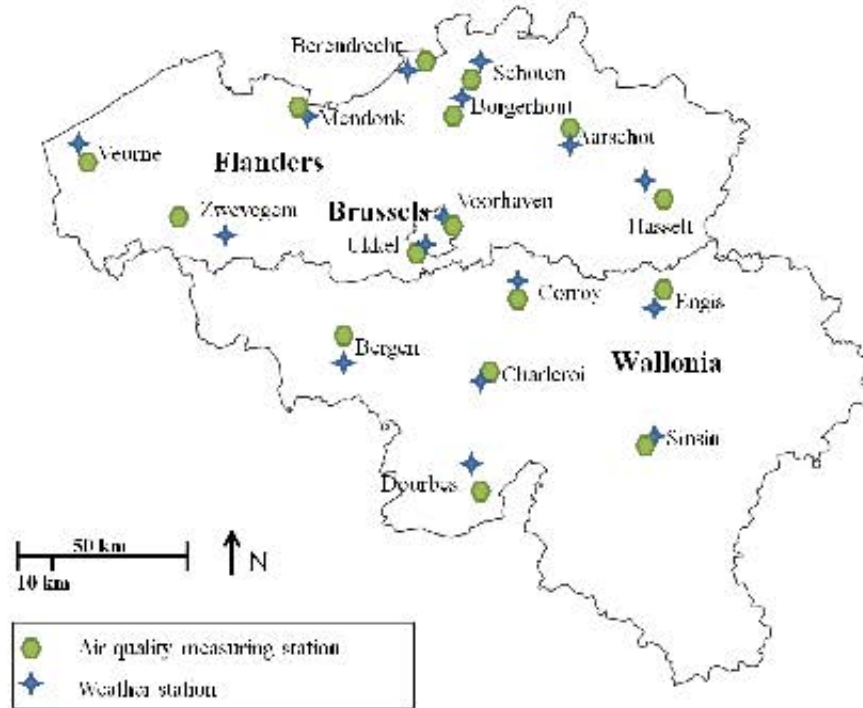 Berendrecht
Schoten
Borgerhout
Mendonk
Aarschot
Veurne
Flanders
Zwevegem
Brussels
Voorhaven
Hasselt
Ukkel
Corroy
Engis
Bergen
Charleroi
Wallonia
Sinsin
Dourbes
50 km
10 km
N
Air quality measuring station
Weather station